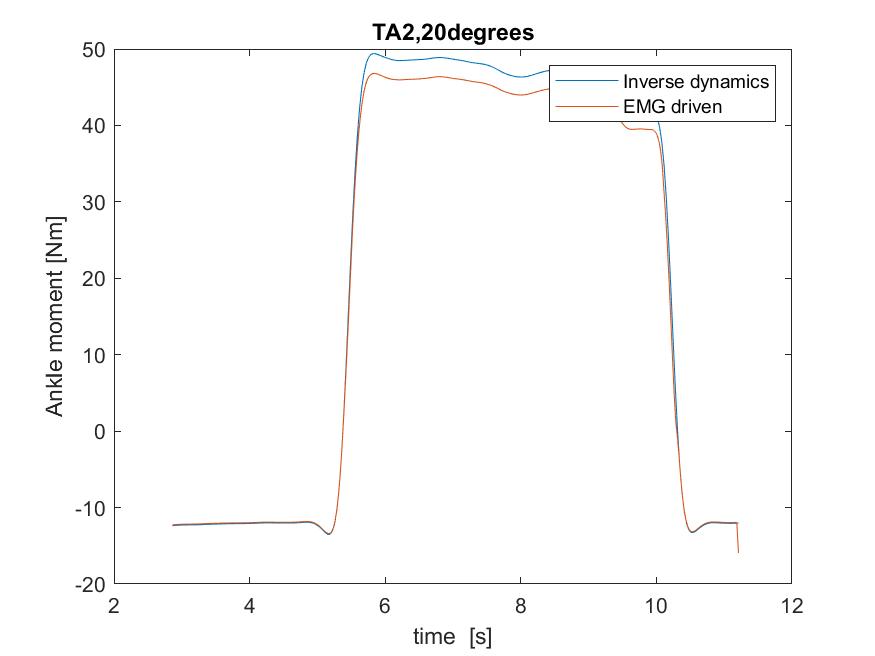 TA2,20degrees
50
40
30
20
10
0
-10
-20
Ankle moment [Nm]
Inverse dynamics
EMG driven
2 4 6 8 10 12
time [s]